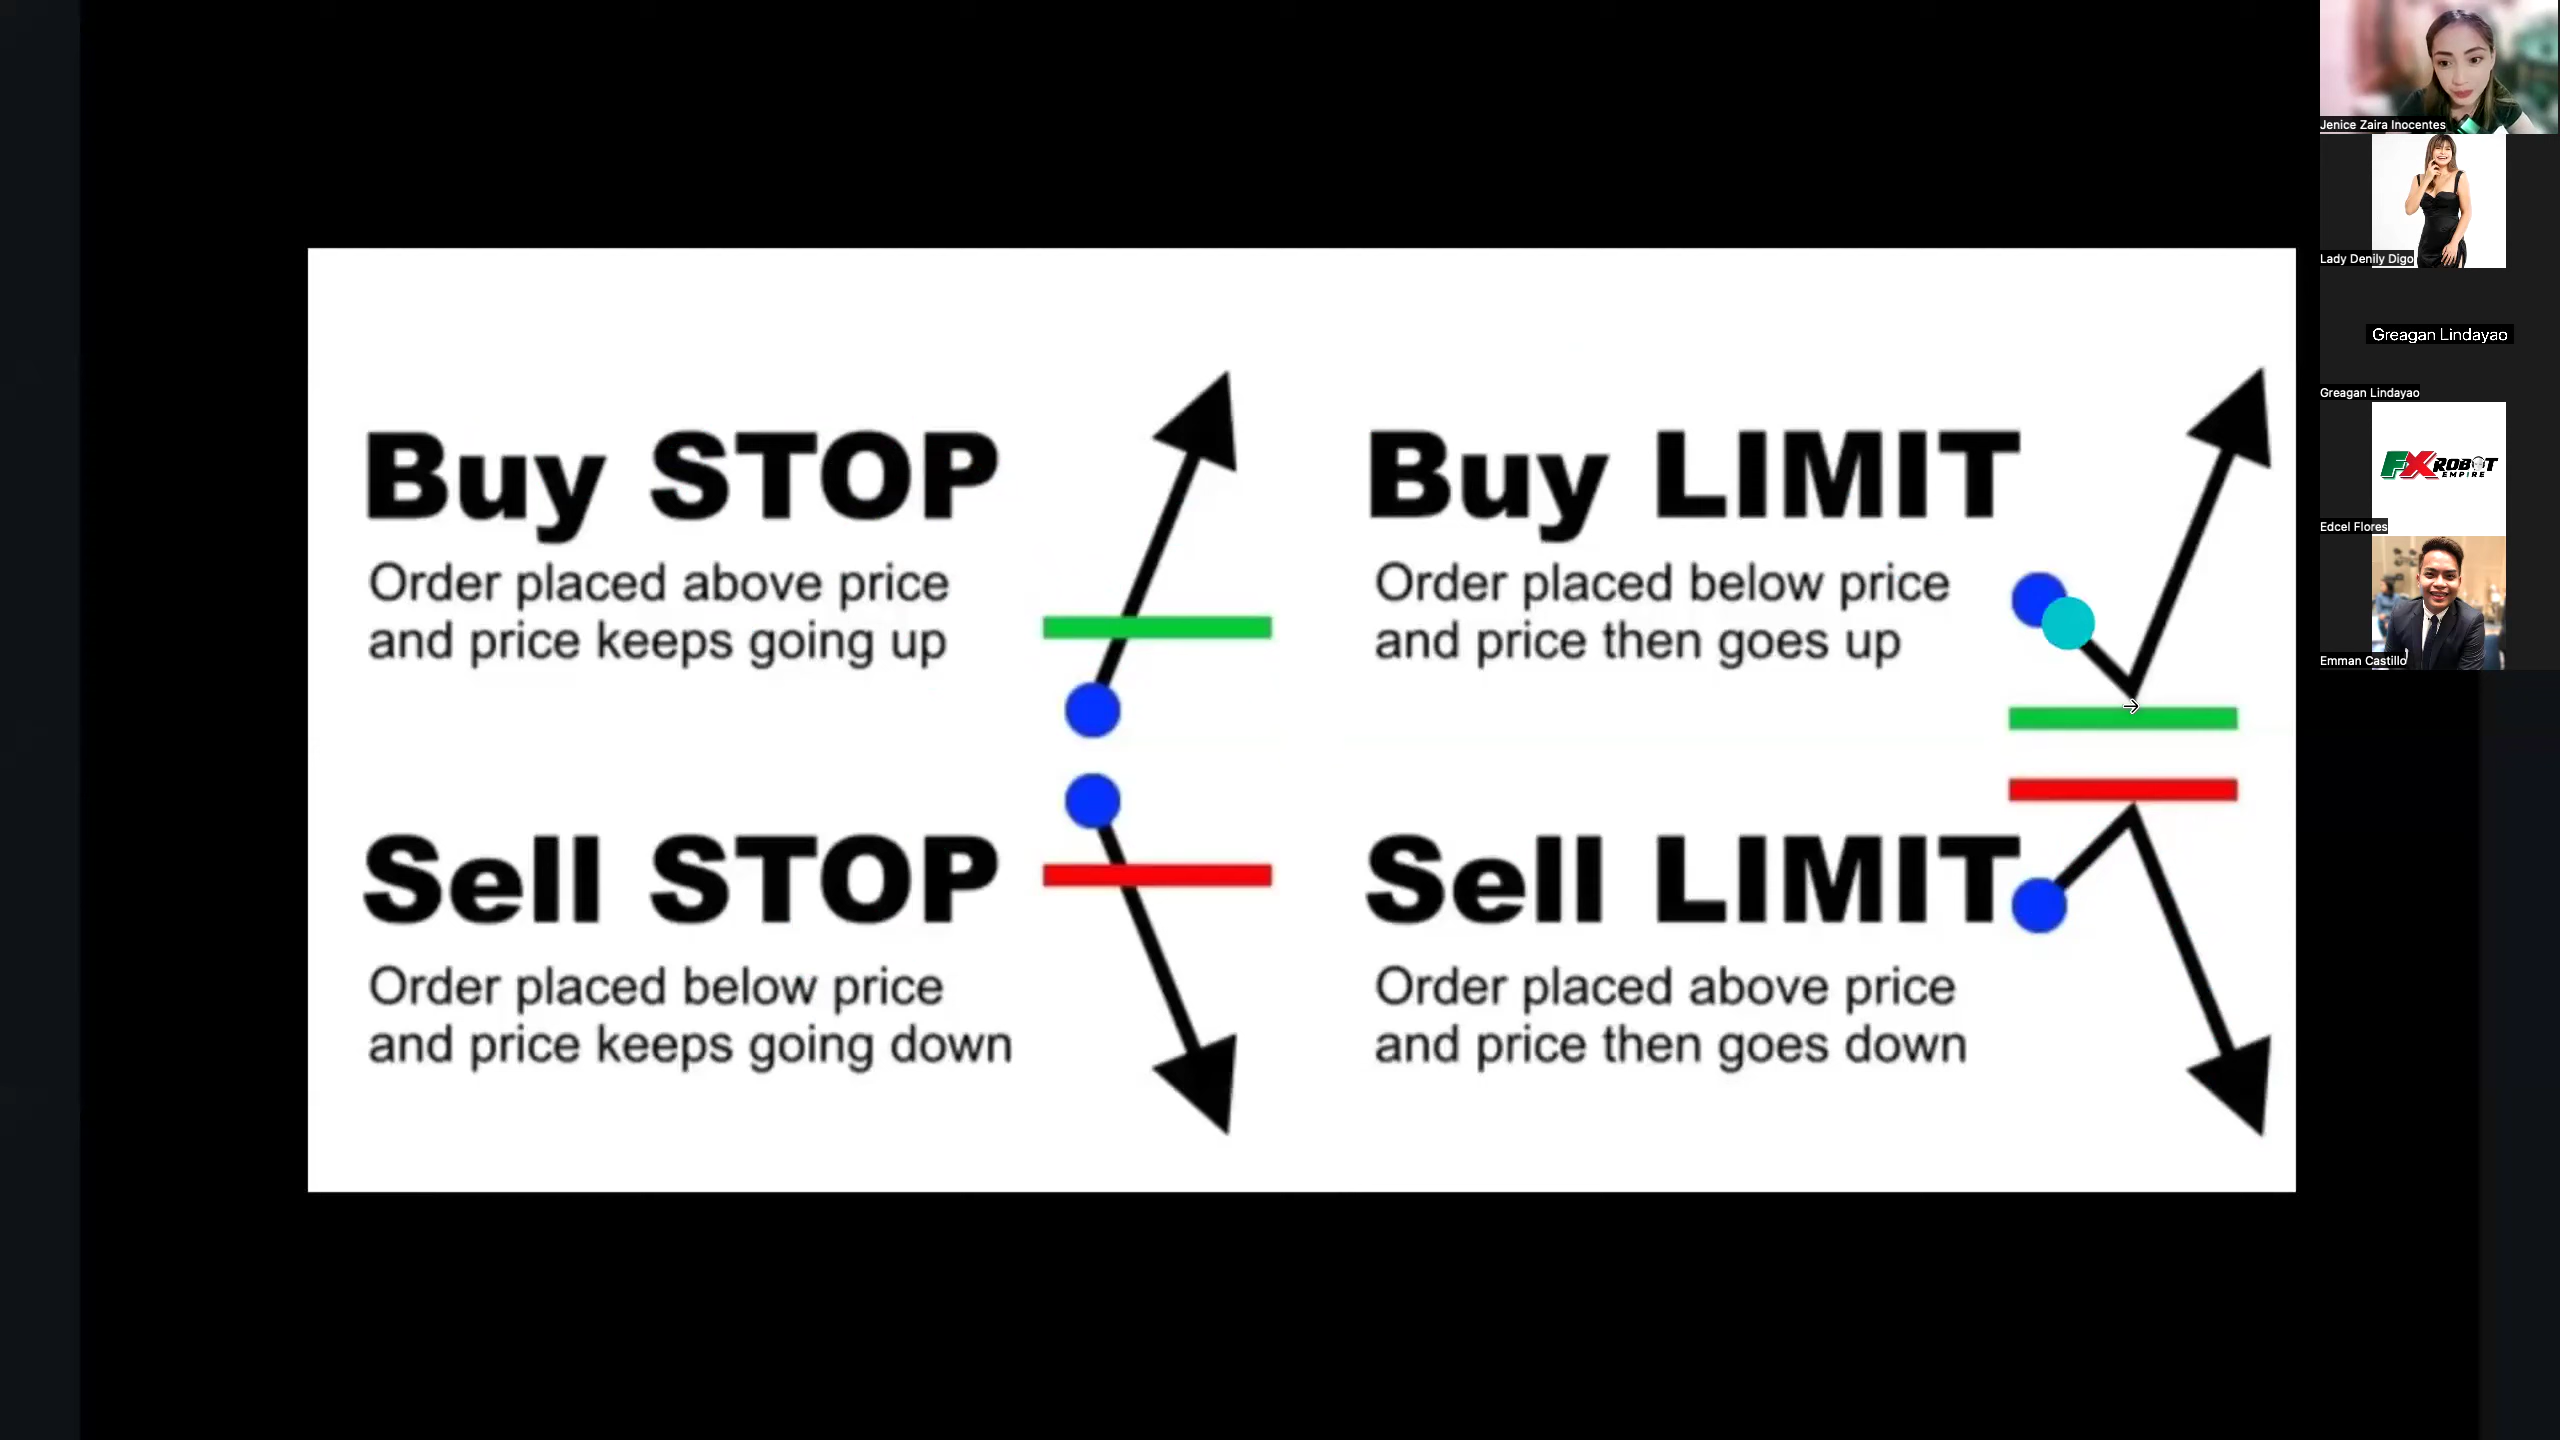 Buy STOP
Order placed above price
and price keeps going up
Buy LIMIT
Order placed below price
and price then goes up
Sell STOP
Order placed below price
and price keeps going down
Sell LIMIT
Order placed above price
and price then goes down
Jenice Zaira Inocentes
Lady Denily Digo
Greagan Lindayao
Greagan Lindayao
FX ROBOT
EMPIRE
Edcel Flores
Emman Castillo